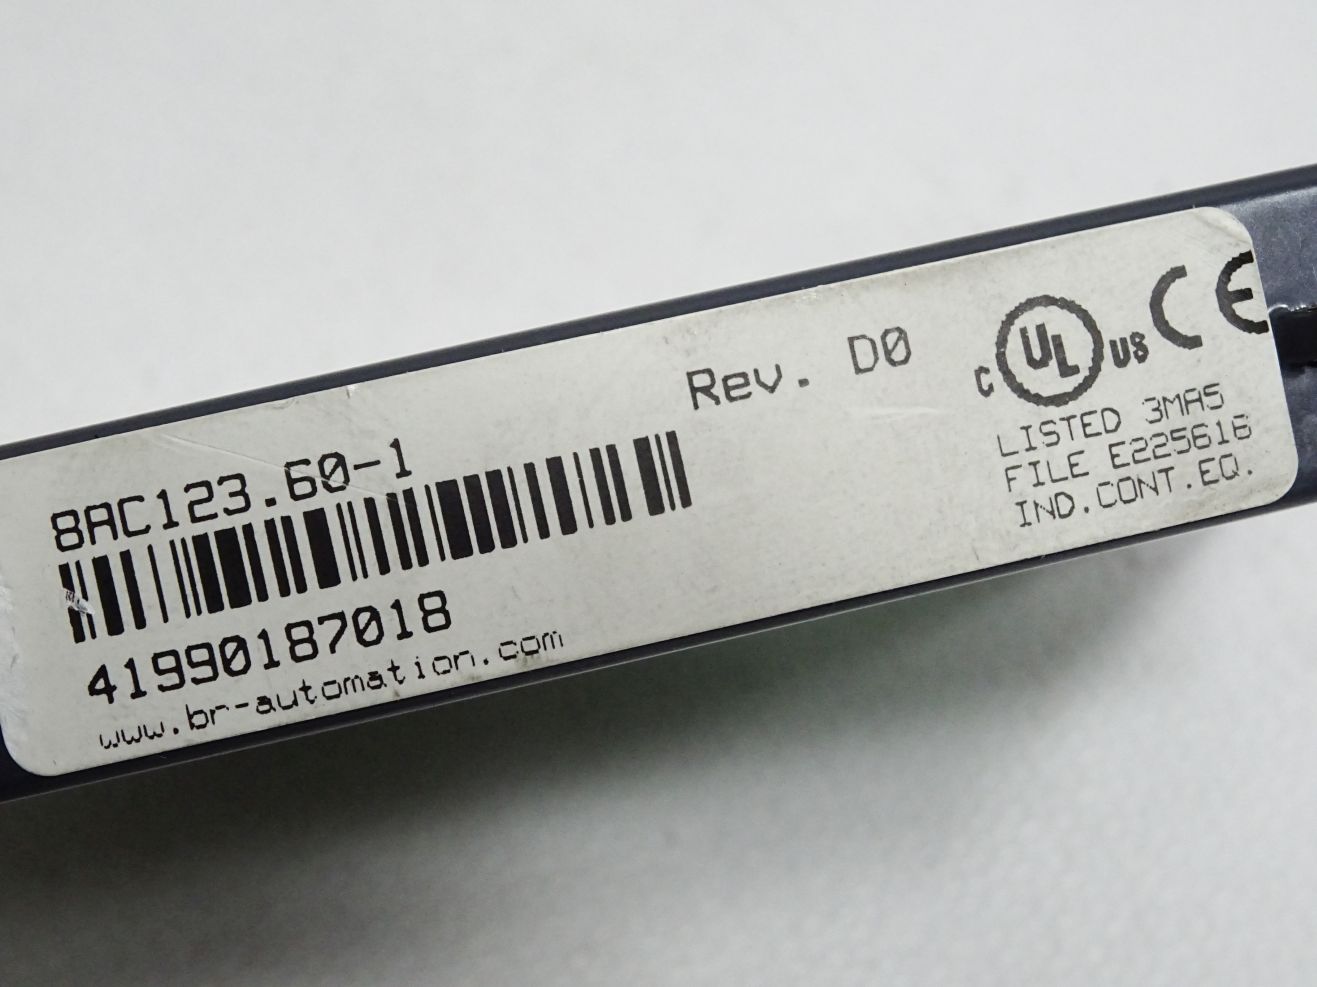 8AC123.60-1
Rev. D0
41990187018
www.br-automation.com
C UL US CE
LISTED 3MA5
FILE E225616
IND.CONT.EQ.